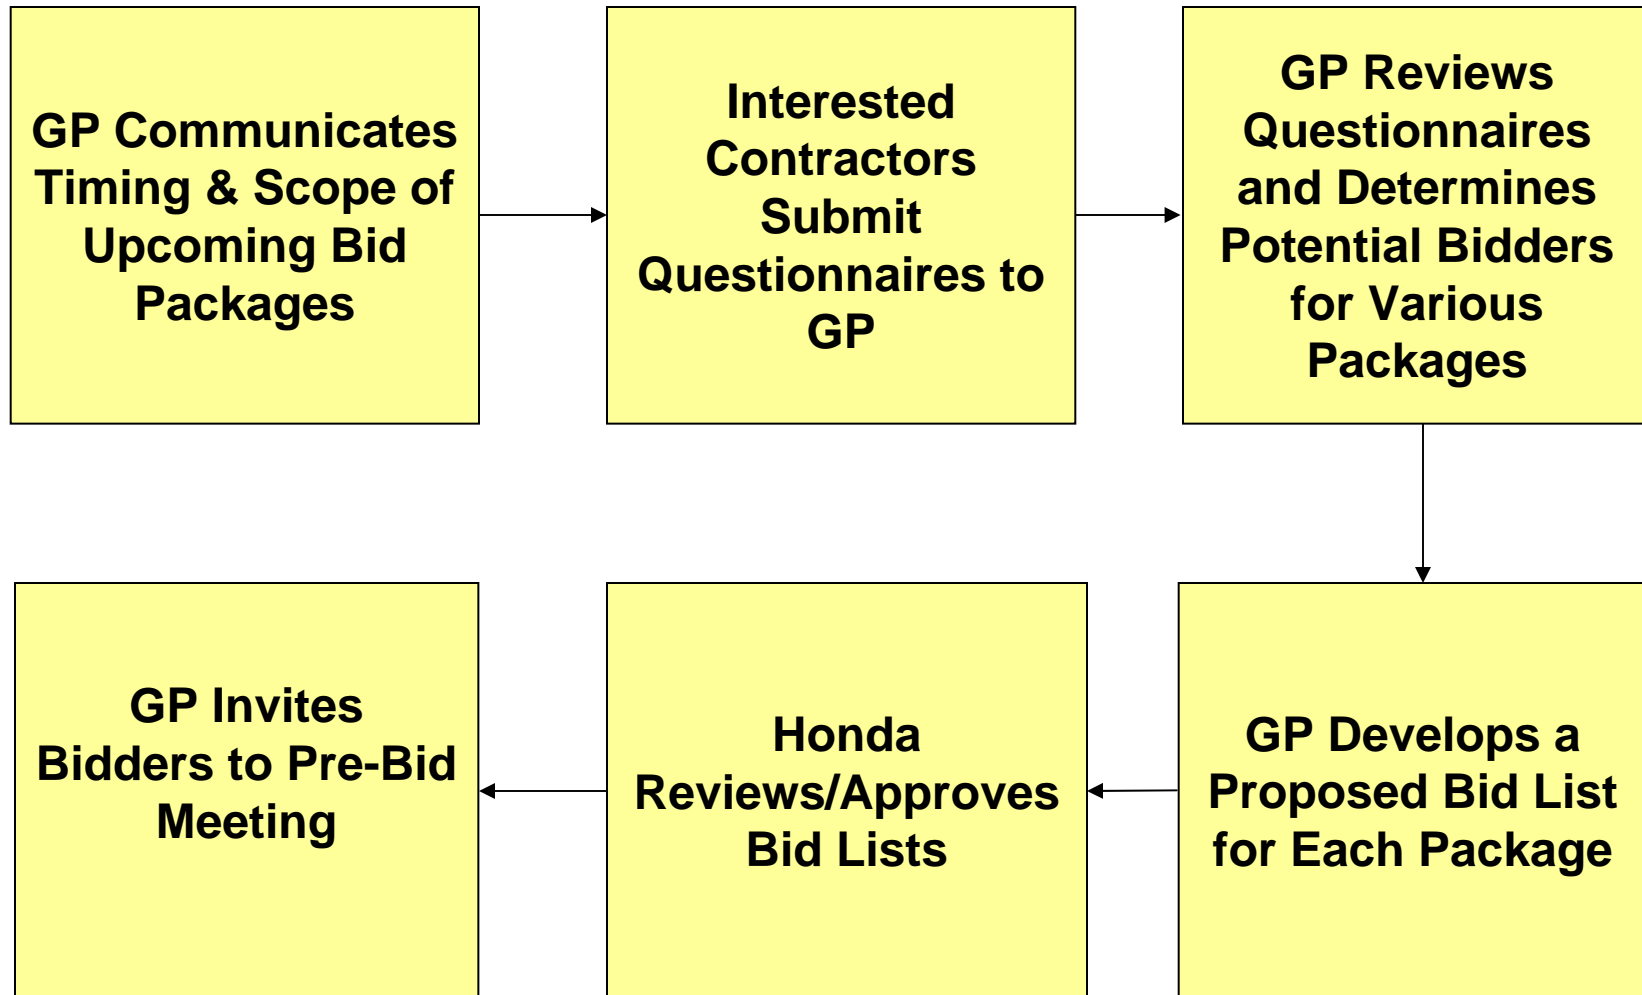 GP Communicates
Timing & Scope of
Upcoming Bid
Packages
Interested
Contractors
Submit
Questionnaires to
GP
GP Reviews
Questionnaires
and Determines
Potential Bidders
for Various
Packages
GP Develops a
Proposed Bid List
for Each Package
Honda
Reviews/Approves
Bid Lists
GP Invites
Bidders to Pre-Bid
Meeting